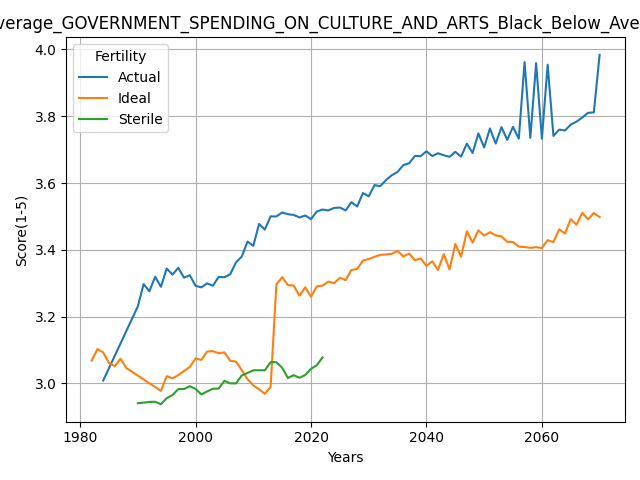 verage_GOVERNMENT_SPENDING_ON_CULTURE_AND_ARTS_Black_Below_Ave
Fertility
Actual
Ideal
Sterile
Score(1-5)
4.0
3.8
3.6
3.4
3.2
3.0
1980 2000 2020 2040 2060
Years